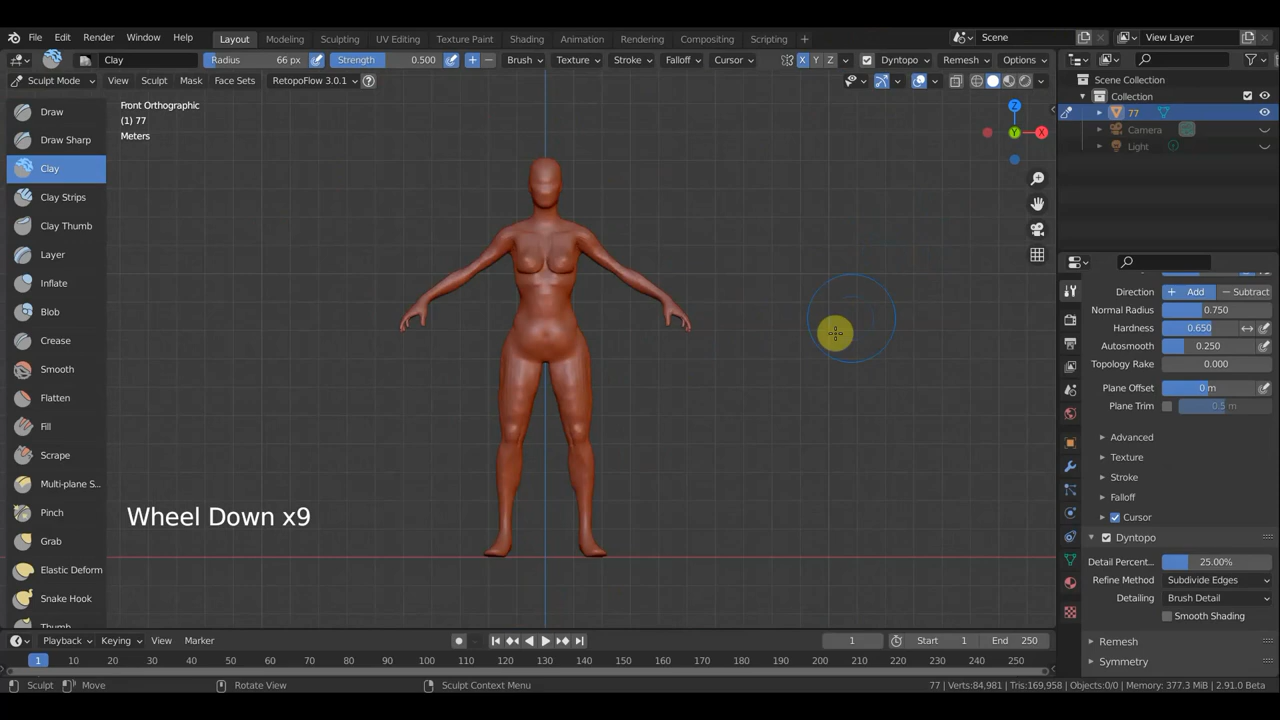 File Edit Render Window Help Layout Modeling Sculpting UV Editing Texture Paint Shading Animation Rendering Compositing Scripting + Scene View Layer
Clay Radius 66 px Strength 0.500 Brush Texture Stroke Falloff Cursor X Y Z Dyntopo Remesh Options
Sculpt Mode View Sculpt Mask Face Sets RetopoFlow 3.0.1
Scene Collection
Collection
77
Camera
Light
Front Orthographic
(1) 77
Meters
Z
Y
X
Draw
Draw Sharp
Clay
Clay Strips
Clay Thumb
Layer
Inflate
Blob
Crease
Smooth
Flatten
Fill
Scrape
Multi-plane S...
Pinch
Grab
Elastic Deform
Snake Hook
Wheel Down x9
Direction + Add − Subtract
Normal Radius 0.750
Hardness 0.650
Autosmooth 0.250
Topology Rake 0.000
Plane Offset 0 m
Plane Trim 0.5 m
Advanced
Texture
Stroke
Falloff
Cursor
Dyntopo
Detail Percent... 25.00%
Refine Method Subdivide Edges
Detailing Brush Detail
Smooth Shading
Remesh
Symmetry
Playback Keying View Marker 1 Start 1 End 250
1 10 20 30 40 50 60 70 80 90 100 110 120 130 140 150 160 170 180 190 200 210 220 230 240 250
Sculpt Move Rotate View Sculpt Context Menu 77 | Verts:84,981 | Tris:169,958 | Objects:0/0 | Memory: 377.3 MiB | 2.91.0 Beta